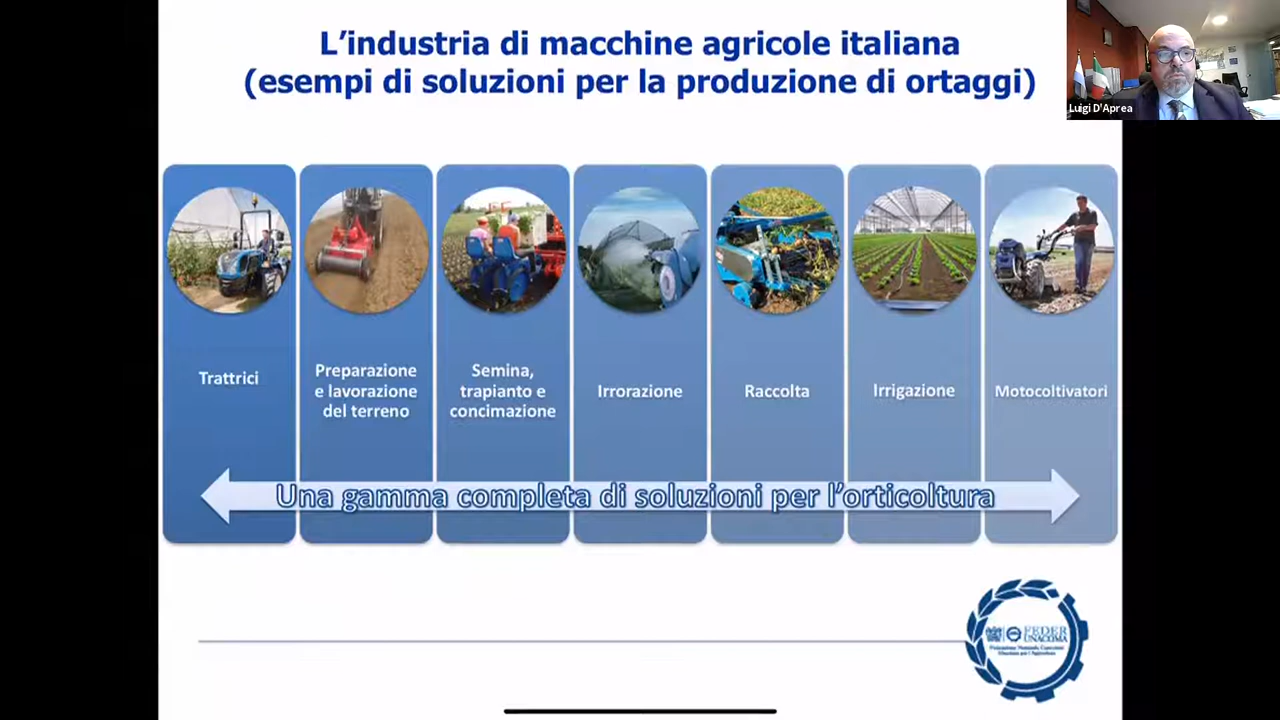 L'industria di macchine agricole italiana
(esempi di soluzioni per la produzione di ortaggi)
Luigi D'Aprea
Trattrici
Preparazione
e lavorazione
del terreno
Semina,
trapianto e
concimazione
Irrorazione
Raccolta
Irrigazione
Motocoltivatori
Una gamma completa di soluzioni per l'orticoltura
FEDER
UNACOMA